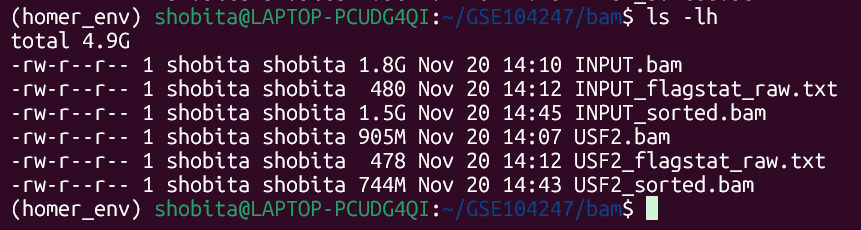 (homer_env) shobita@LAPTOP-PCUDG4QI:~/GSE104247/bam$ ls -lh
total 4.9G
-rw-r--r-- 1 shobita shobita 1.8G Nov 20 14:10 INPUT.bam
-rw-r--r-- 1 shobita shobita  480 Nov 20 14:12 INPUT_flagstat_raw.txt
-rw-r--r-- 1 shobita shobita 1.5G Nov 20 14:45 INPUT_sorted.bam
-rw-r--r-- 1 shobita shobita 905M Nov 20 14:07 USF2.bam
-rw-r--r-- 1 shobita shobita  478 Nov 20 14:12 USF2_flagstat_raw.txt
-rw-r--r-- 1 shobita shobita 744M Nov 20 14:43 USF2_sorted.bam
(homer_env) shobita@LAPTOP-PCUDG4QI:~/GSE104247/bam$